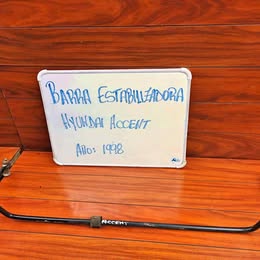 BARRA ESTABILIZADORA
HYUNDAI ACCENT
AÑO: 1998
ACCENT